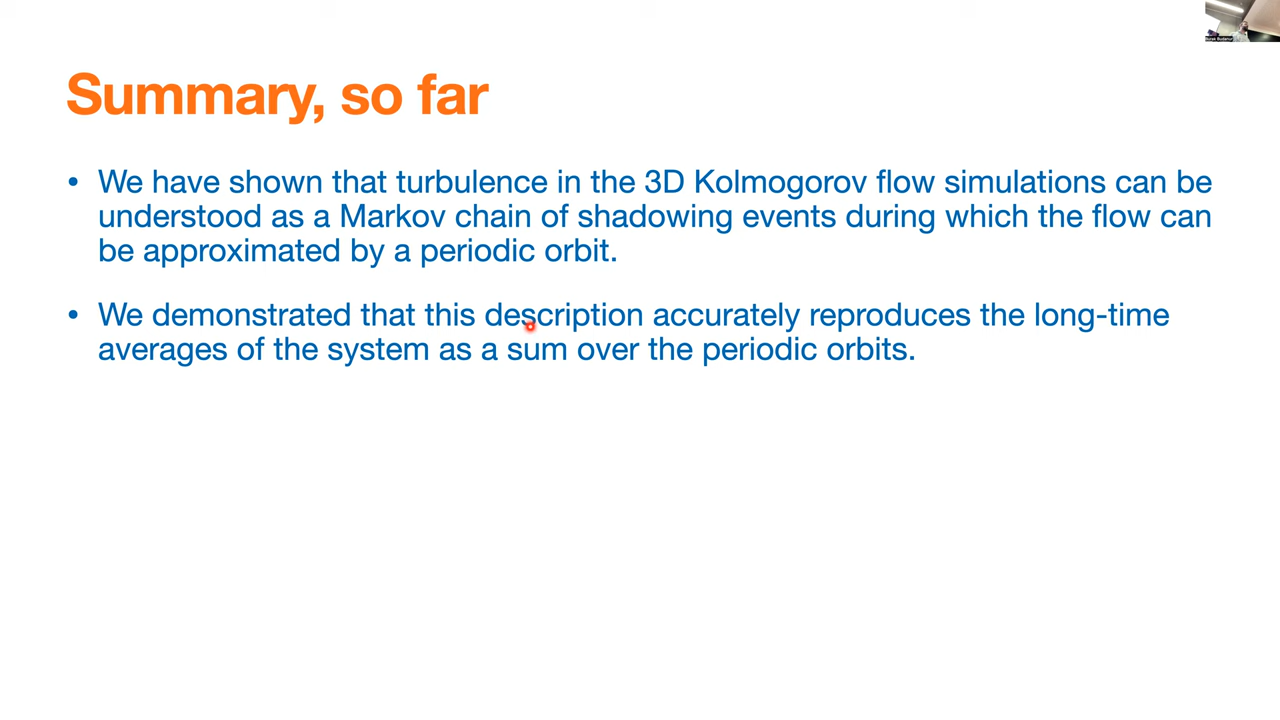 Summary, so far
• We have shown that turbulence in the 3D Kolmogorov flow simulations can be
understood as a Markov chain of shadowing events during which the flow can
be approximated by a periodic orbit.
• We demonstrated that this description accurately reproduces the long-time
averages of the system as a sum over the periodic orbits.